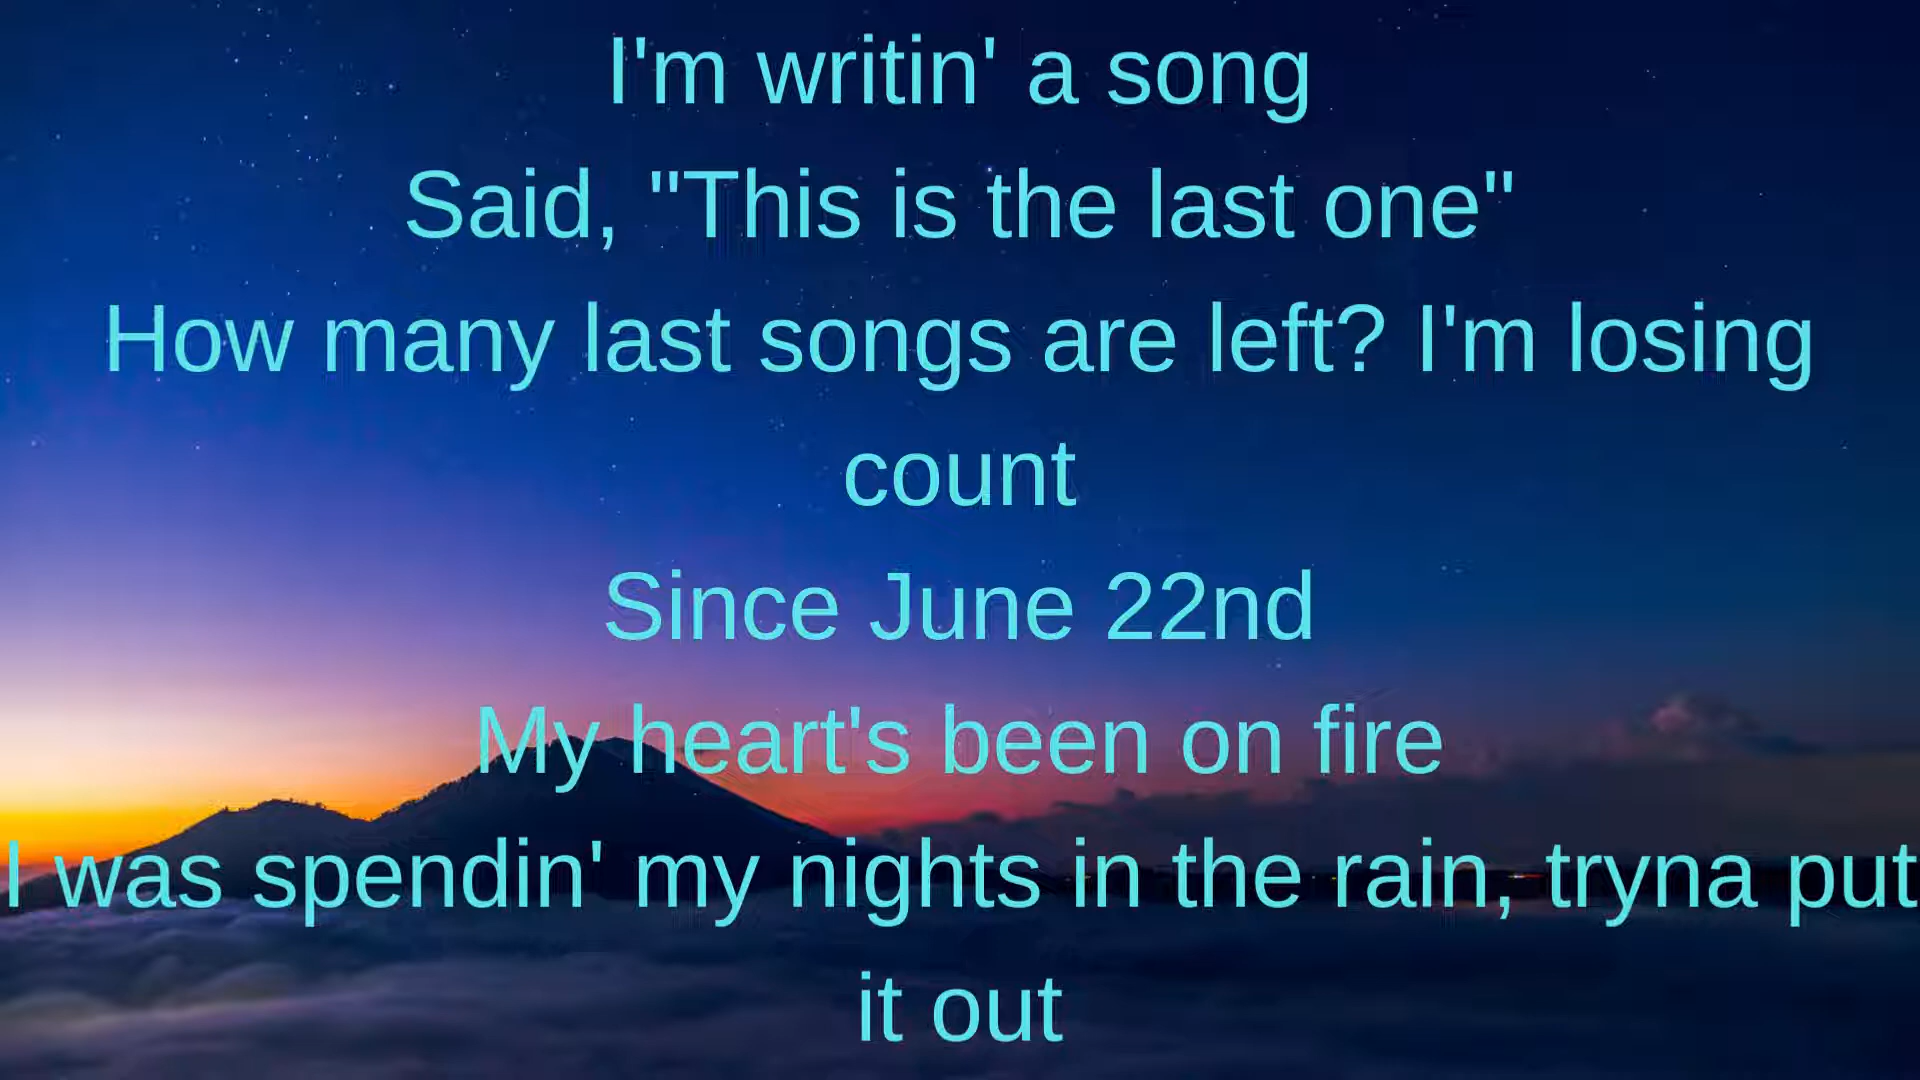 I'm writin' a song
Said, "This is the last one"
How many last songs are left? I'm losing
count
Since June 22nd
My heart's been on fire
I was spendin' my nights in the rain, tryna put
it out